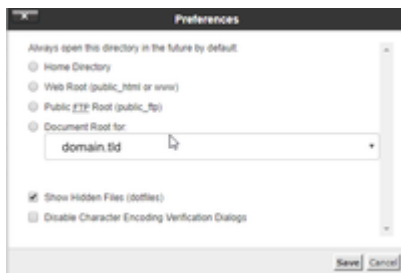 Preferences
Always open this directory in the future by default:
Home Directory
Web Root (public_html or www)
Public FTP Root (public_ftp)
Document Root for:
domain.tld
Show Hidden Files (dotfiles)
Disable Character Encoding Verification Dialogs
Save Cancel